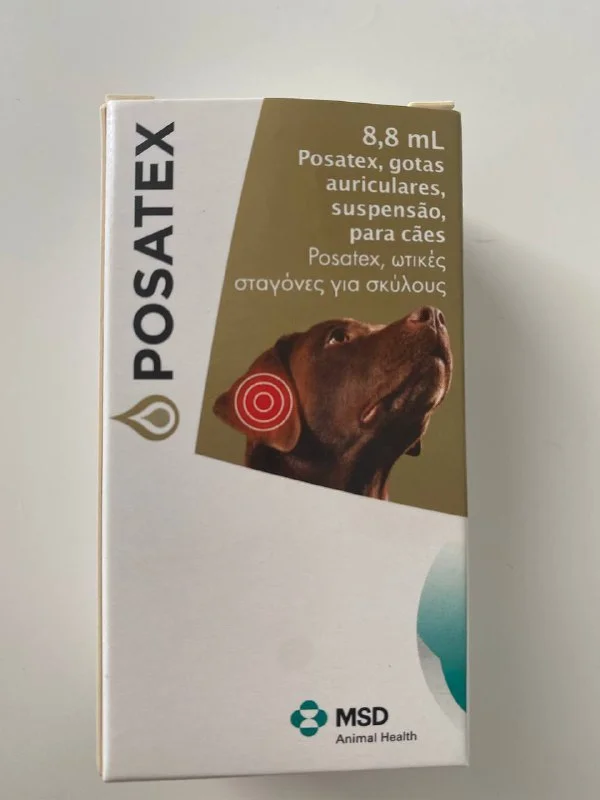 POSATEX
8,8 mL
Posatex, gotas
auriculares,
suspensão,
para cães
Posatex, ωτικές
σταγόνες για σκύλους
MSD
Animal Health